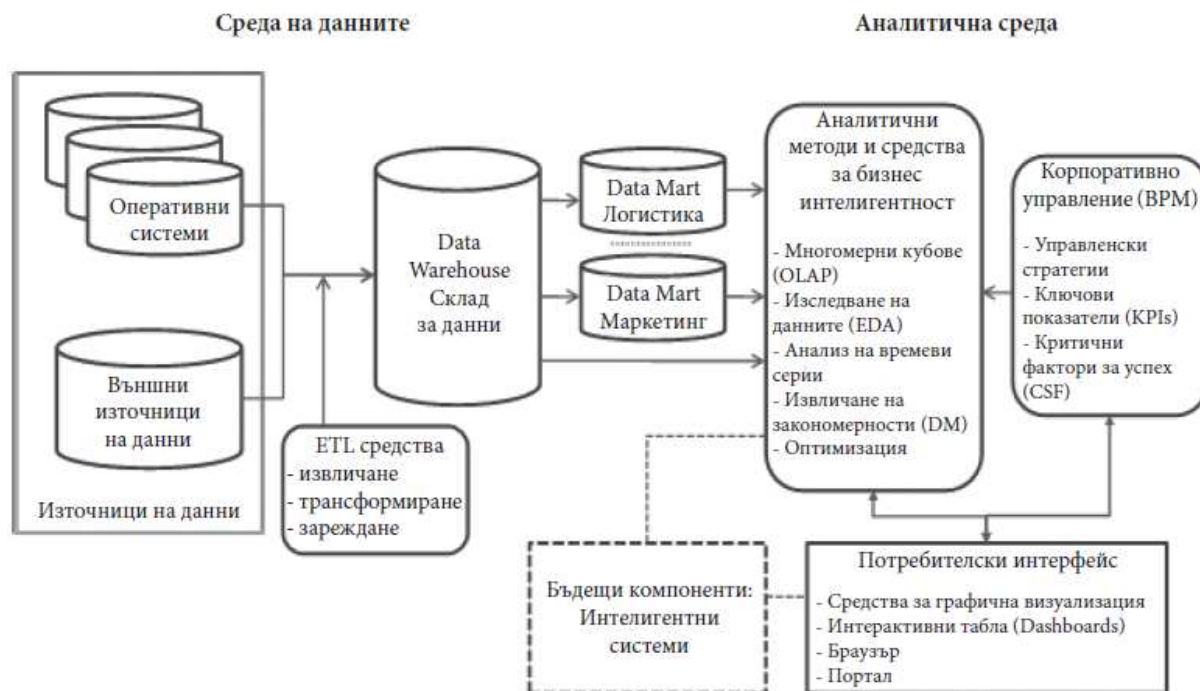 Среда на данните
Аналитична среда
Оперативни
системи
Външни
източници
на данни
Източници на данни
ETL средства
- извличане
- трансформиране
- зареждане
Data
Warehouse
Склад
за данни
Data Mart
Логистика
Data Mart
Маркетинг
Аналитични
методи и средства
за бизнес
интелигентност
- Многомерни кубове
(OLAP)
- Изследване на
данните (EDA)
- Анализ на времеви
серии
- Извличане на
закономерности (DM)
- Оптимизация
Корпоративно
управление (BPM)
- Управленски
стратегии
- Ключови
показатели (KPIs)
- Критични
фактори за успех
(CSF)
Бъдещи компоненти:
Интелигентни
системи
Потребителски интерфейс
- Средства за графична визуализация
- Интерактивни табла (Dashboards)
- Браузър
- Портал